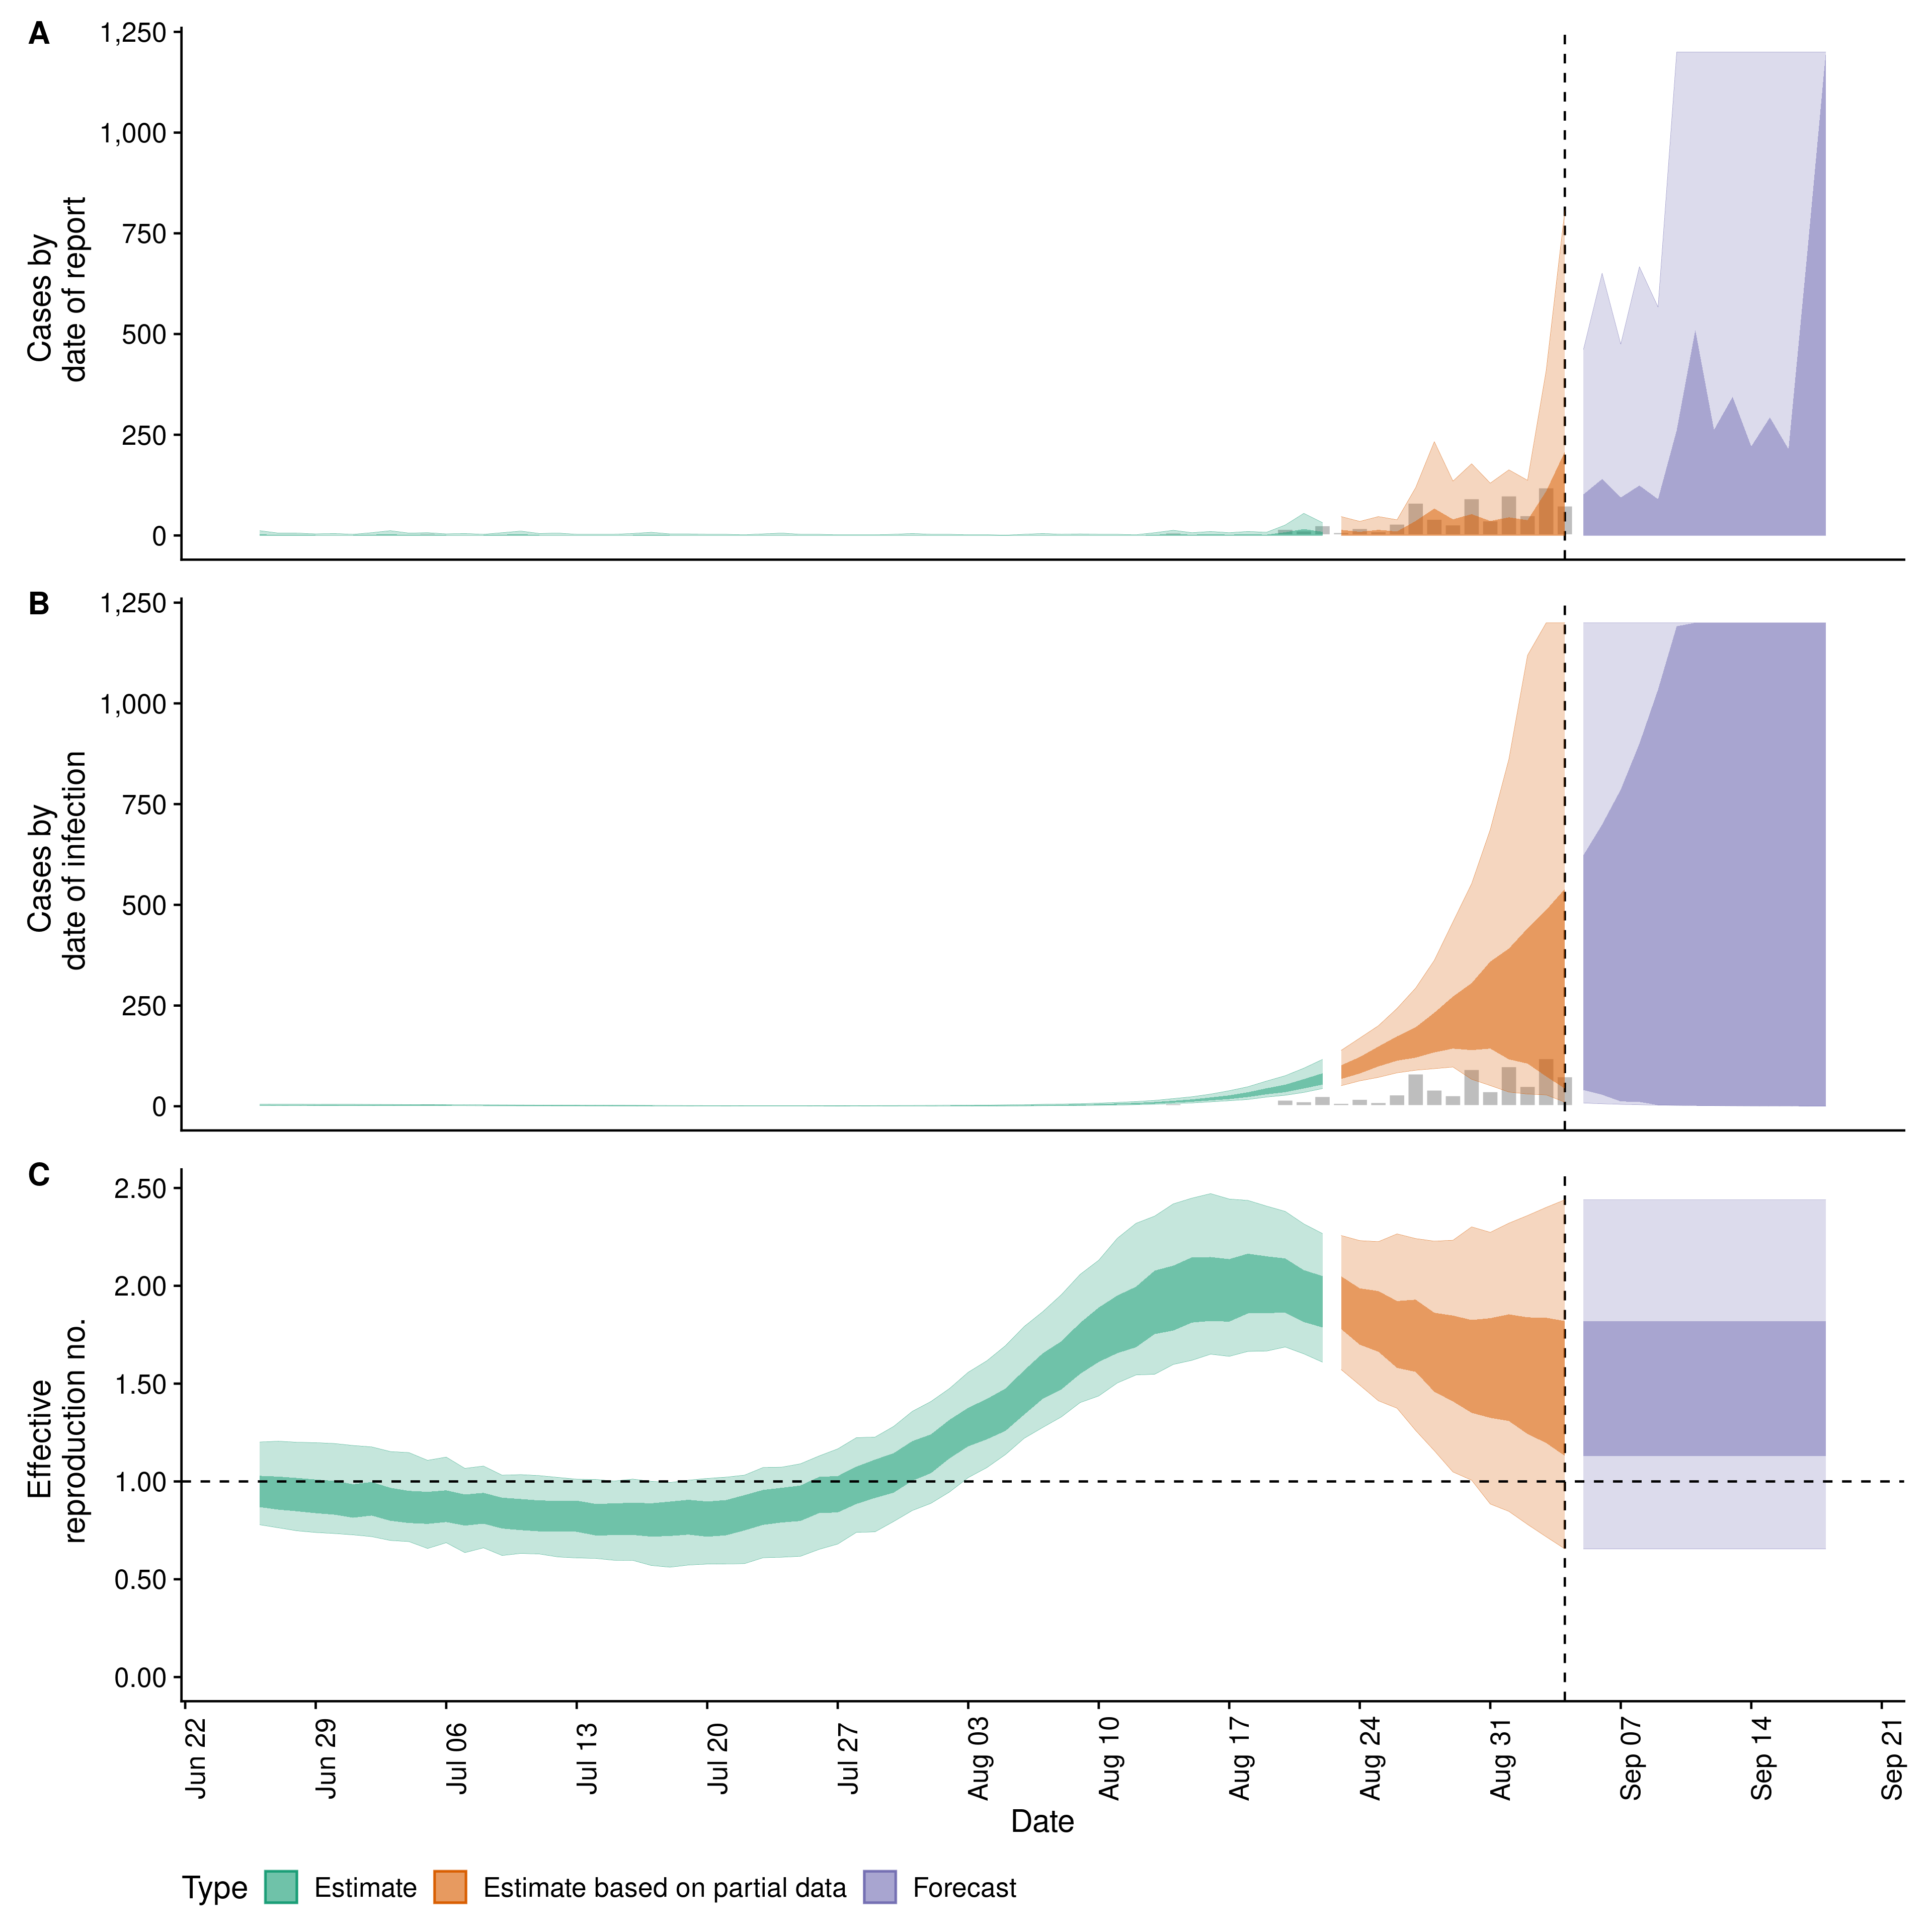 A
1,250
1,000
750
500
250
0
Cases by
date of report
B
1,250
1,000
750
500
250
0
Cases by
date of infection
C
2.50
2.00
1.50
1.00
0.50
0.00
Effective
reproduction no.
Jun 22
Jun 29
Jul 06
Jul 13
Jul 20
Jul 27
Aug 03
Aug 10
Aug 17
Aug 24
Aug 31
Sep 07
Sep 14
Sep 21
Date
Type Estimate Estimate based on partial data Forecast